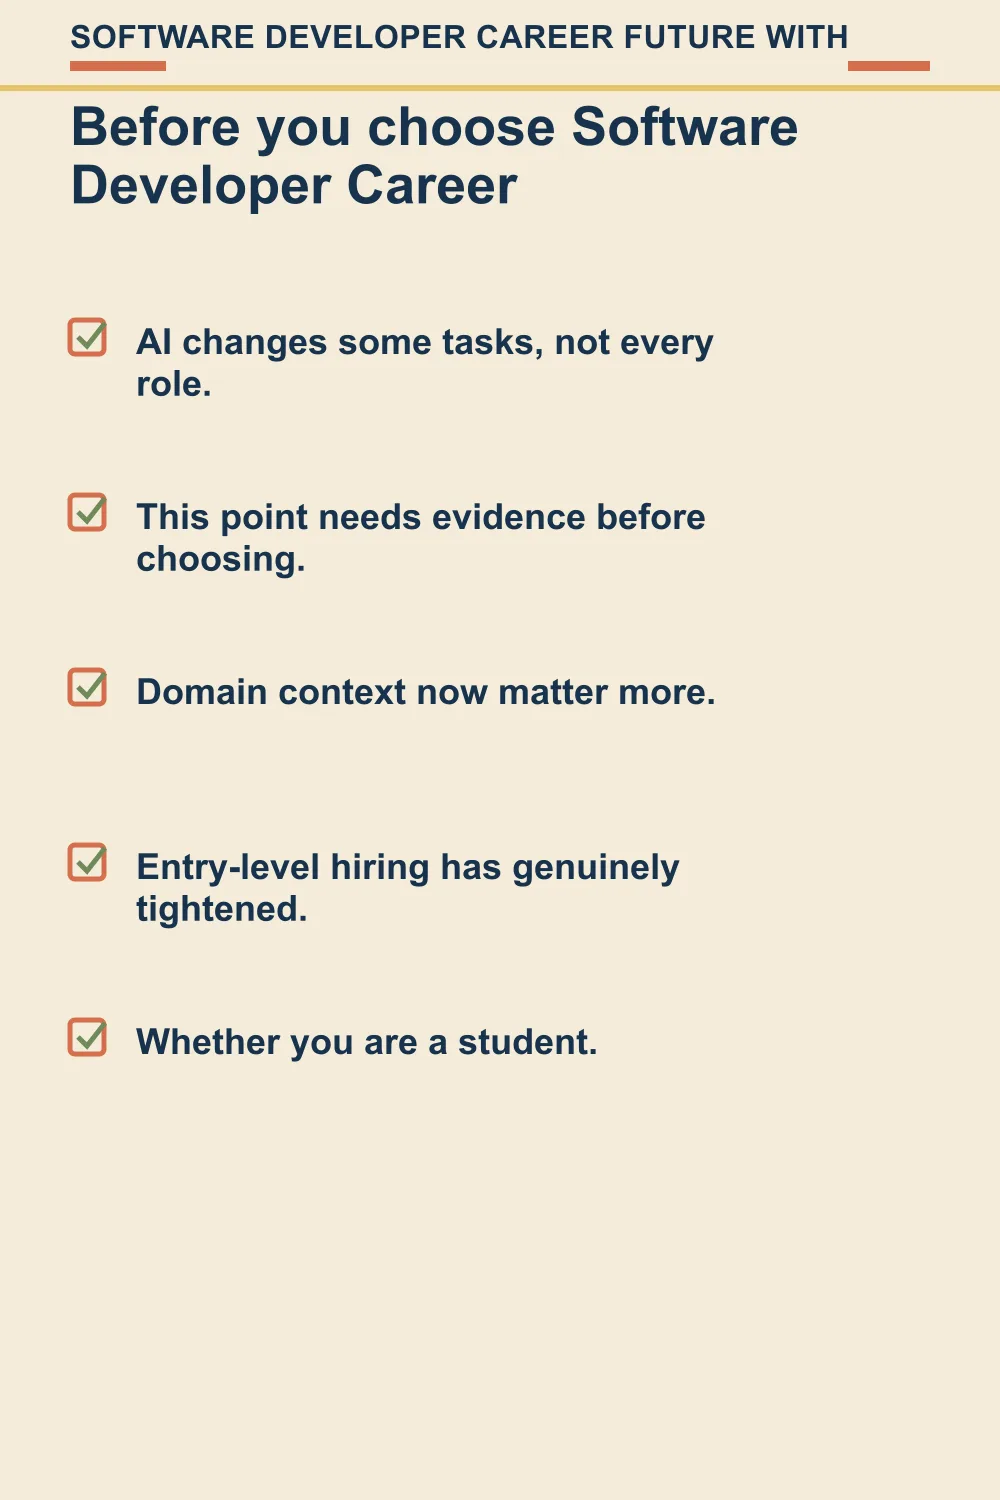 SOFTWARE DEVELOPER CAREER FUTURE WITH
Before you choose Software
Developer Career
AI changes some tasks, not every
role.
This point needs evidence before
choosing.
Domain context now matter more.
Entry-level hiring has genuinely
tightened.
Whether you are a student.